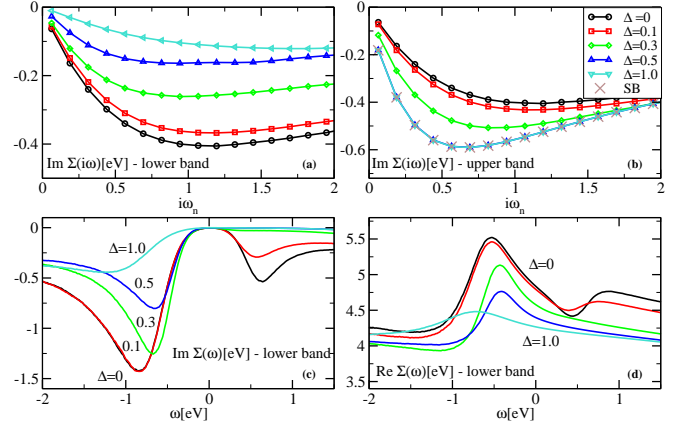 0
-0.2
-0.4
0 0.5 1 1.5 2
iωn
Im Σ(iω)[eV] - lower band
(a)
0
-0.2
-0.4
-0.6
0 0.5 1 1.5 2
iωn
Im Σ(iω)[eV] - upper band
(b)
Δ=0
Δ=0.1
Δ=0.3
Δ=0.5
Δ=1.0
SB
0
-0.5
-1
-1.5
-2 -1 0 1
ω[eV]
Δ=1.0
0.5
0.3
0.1
Δ=0
Im Σ(ω)[eV] - lower band
(c)
5.5
5
4.5
4
3.5
-2 -1 0 1 2
ω[eV]
Δ=0
Δ=1.0
Re Σ(ω)[eV] - lower band
(d)